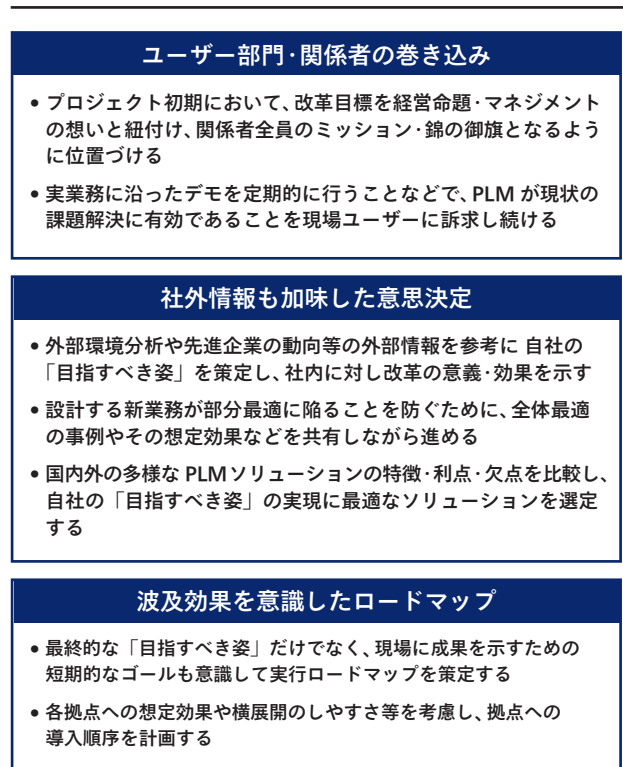 ユーザー部門・関係者の巻き込み
• プロジェクト初期において、改革目標を経営命題・マネジメント
の想いと紐付け、関係者全員のミッション・錦の御旗となるよう
に位置づける
• 実業務に沿ったデモを定期的に行うことなどで、PLM が現状の
課題解決に有効であることを現場ユーザーに訴求し続ける
社外情報も加味した意思決定
• 外部環境分析や先進企業の動向等の外部情報を参考に 自社の
「目指すべき姿」を策定し、社内に対し改革の意義・効果を示す
• 設計する新業務が部分最適に陥ることを防ぐために、全体最適
の事例やその想定効果などを共有しながら進める
• 国内外の多様な PLMソリューションの特徴・利点・欠点を比較し、
自社の「目指すべき姿」の実現に最適なソリューションを選定
する
波及効果を意識したロードマップ
• 最終的な「目指すべき姿」だけでなく、現場に成果を示すための
短期的なゴールも意識して実行ロードマップを策定する
• 各拠点への想定効果や横展開のしやすさ等を考慮し、拠点への
導入順序を計画する